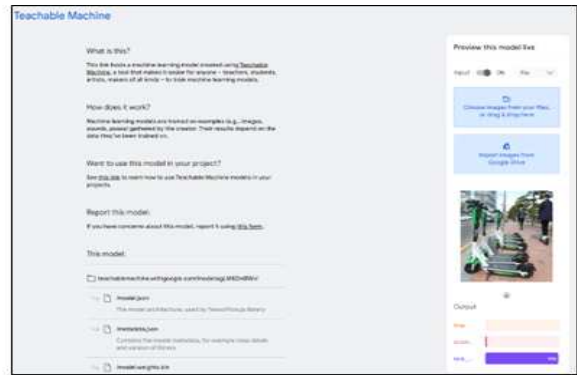 Teachable Machine
What is this?
This link hosts a machine learning model created using Teachable
Machine, a tool that makes it easier for anyone – teachers, students,
artists, makers of all kinds – to train machine learning models.
How does it work?
Machine learning models are trained on examples (e.g., images,
sounds, poses) gathered by the creator. Their results depend on the
data they've been trained on.
Want to use this model in your project?
See this link to learn how to use Teachable Machine models in your
projects.
Report this model:
If you have concerns about this model, report it using this form.
This model:
model.json
The model architecture, used by
metadata.json
Contains the model metadata, for example class labels
and version of library
model.weights.bin
Preview this model live
Input ON File
Choose images from your files,
or drag & drop here
Import images from
Google Drive
Output